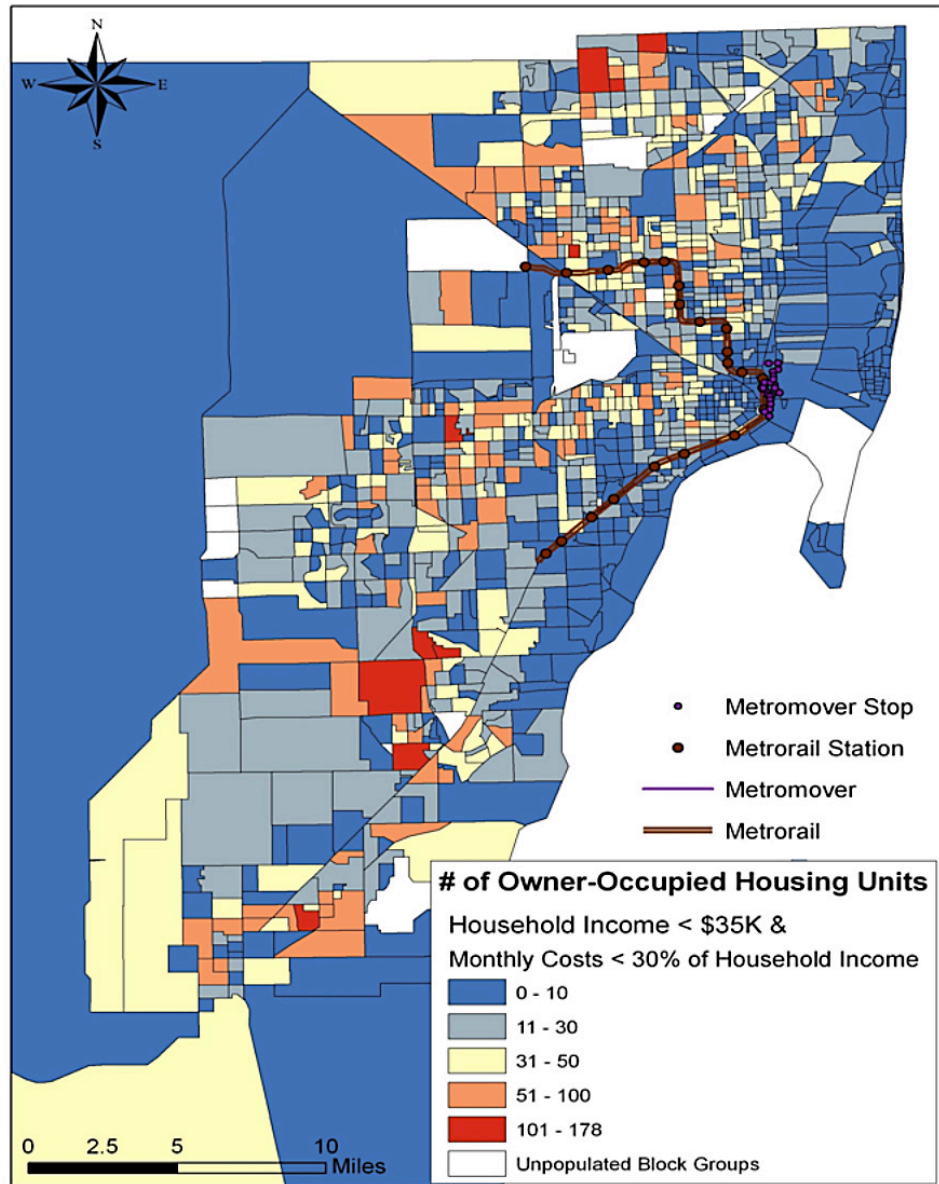 N
W E
S
Metromover Stop
Metrorail Station
Metromover
Metrorail
# of Owner-Occupied Housing Units
Household Income < $35K &
Monthly Costs < 30% of Household Income
0 - 10
11 - 30
31 - 50
51 - 100
101 - 178
Unpopulated Block Groups
0 2.5 5 10
Miles